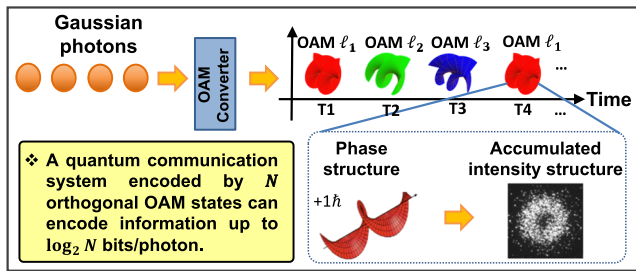 Gaussian
photons
OAM
Converter
OAM ℓ₁ OAM ℓ₂ OAM ℓ₃ OAM ℓ₁
...
Time
T1 T2 T3 T4 ...
❖ A quantum communication
system encoded by N
orthogonal OAM states can
encode information up to
log₂ N bits/photon.
Phase
structure
+1ħ
Accumulated
intensity structure